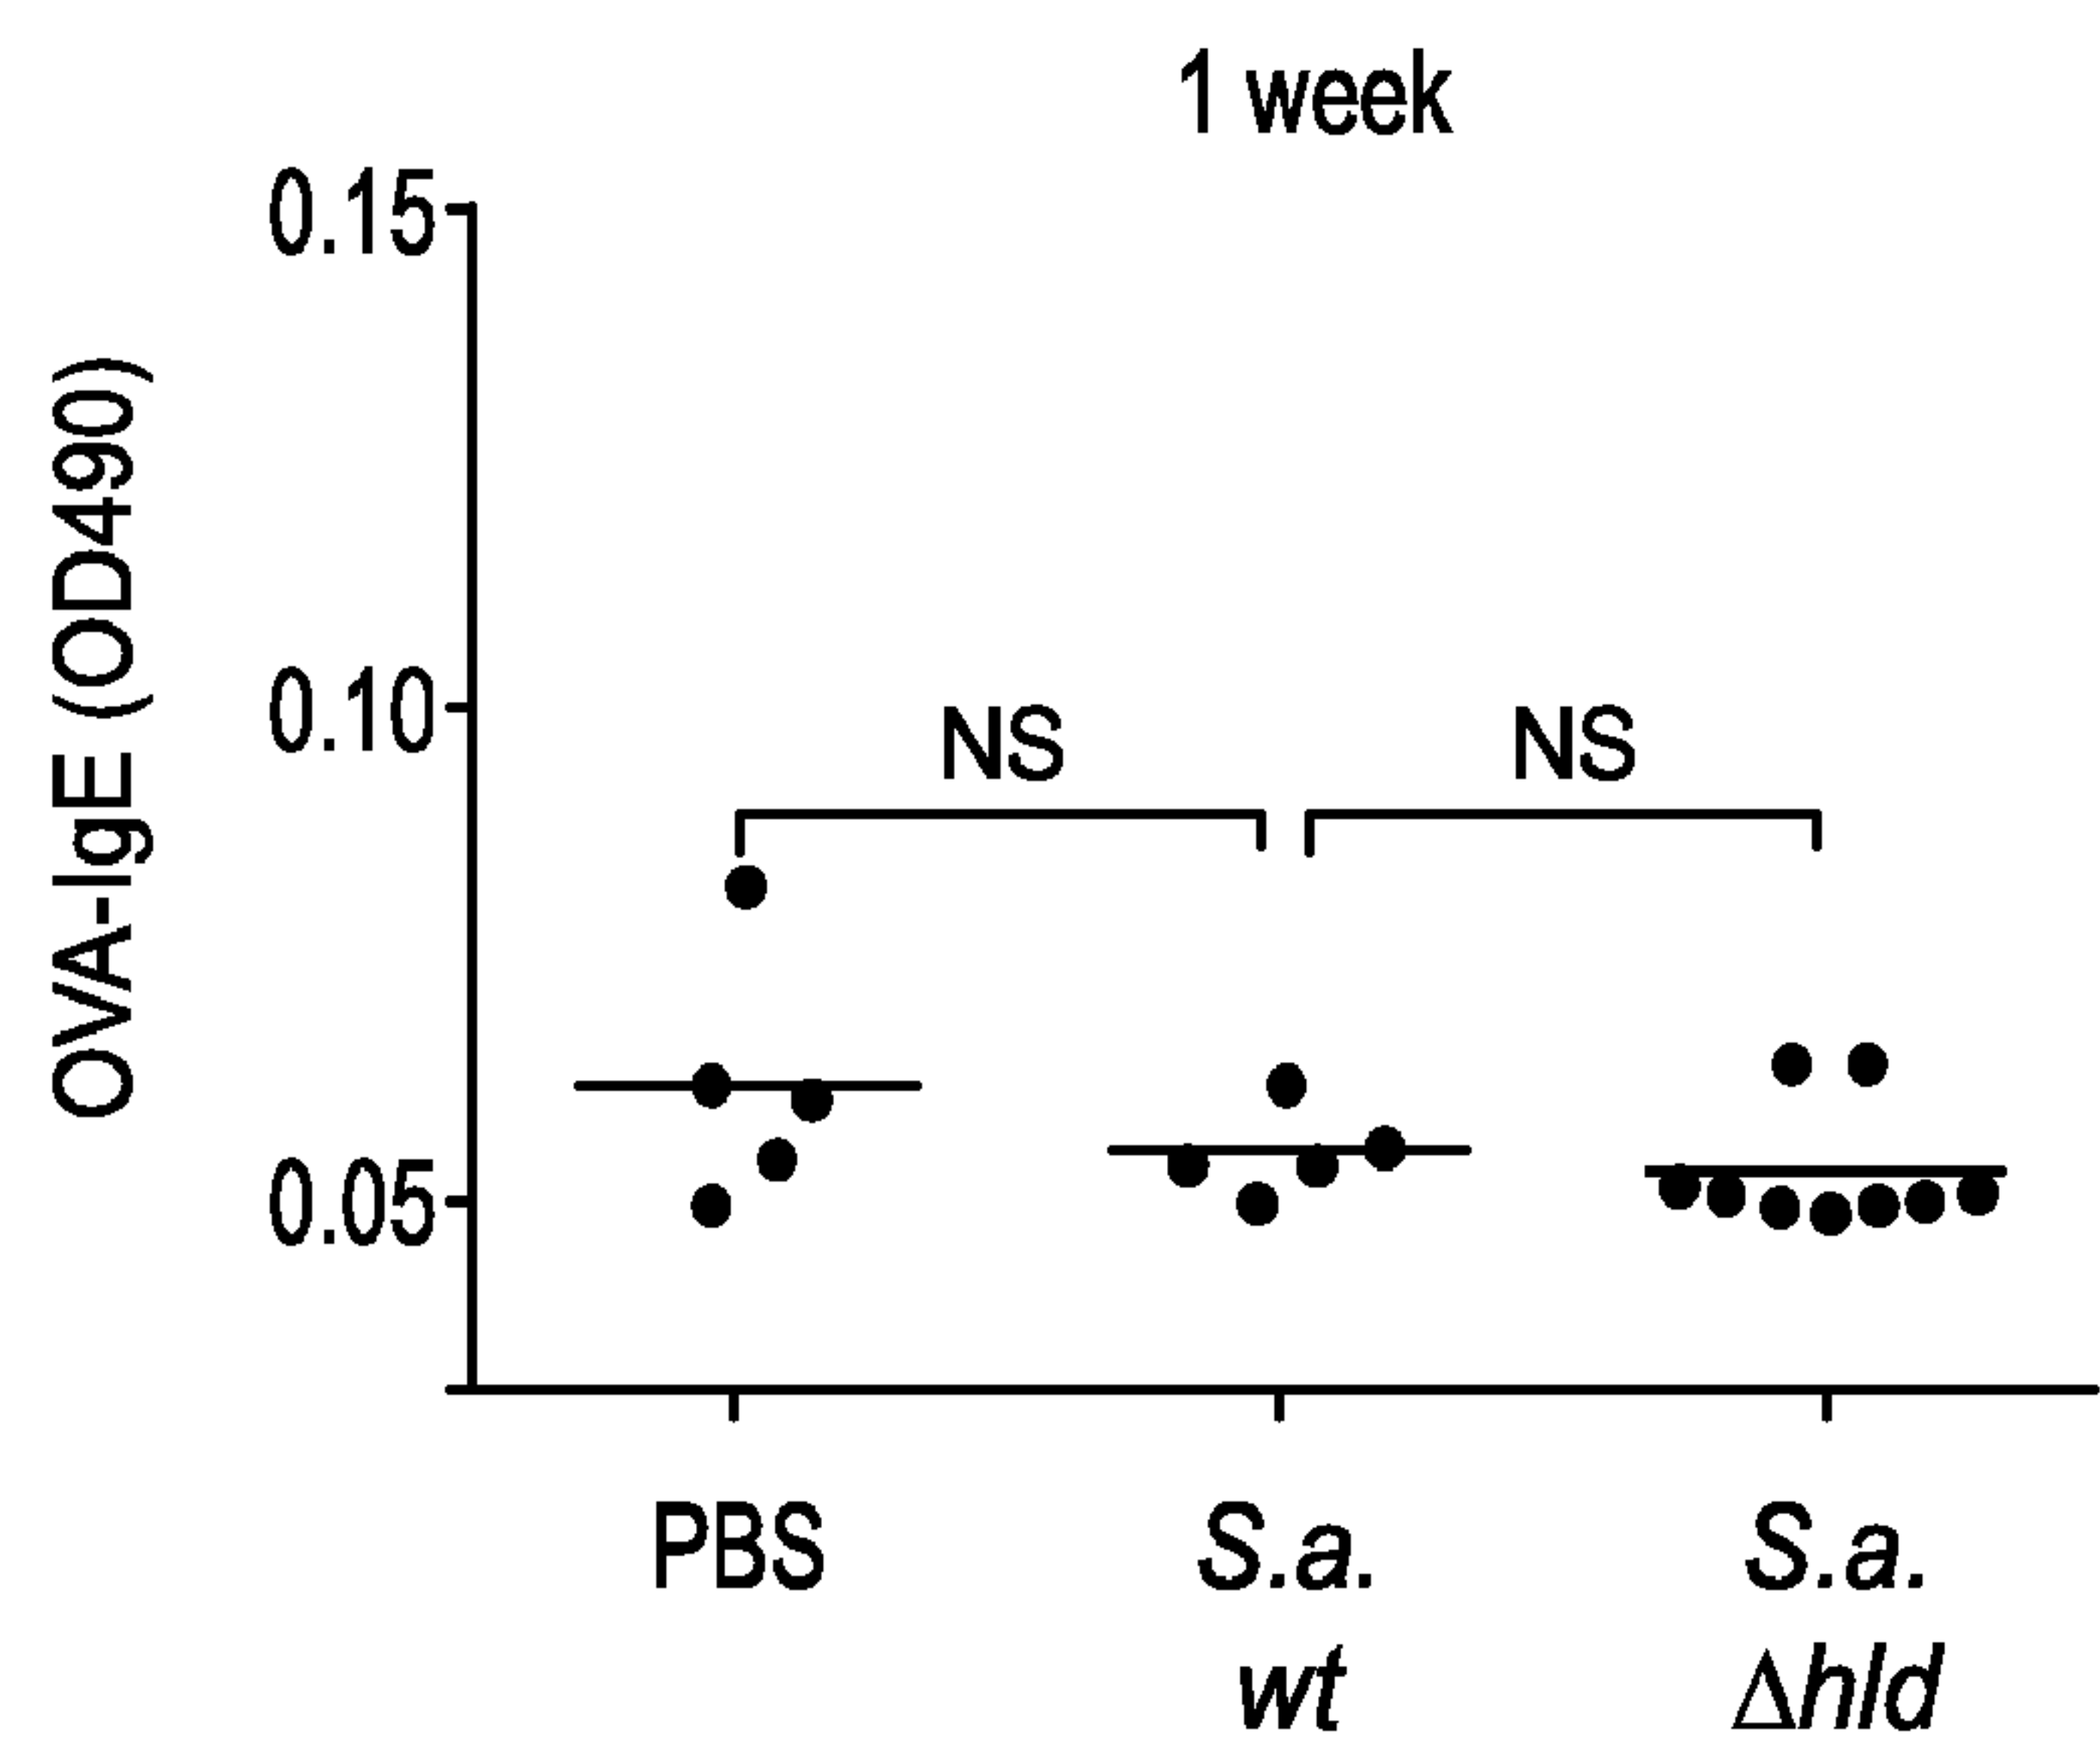 1 week
OVA-IgE (OD490)
0.15
0.10
0.05
NS
NS
PBS
S.a.
wt
S.a.
Δhld